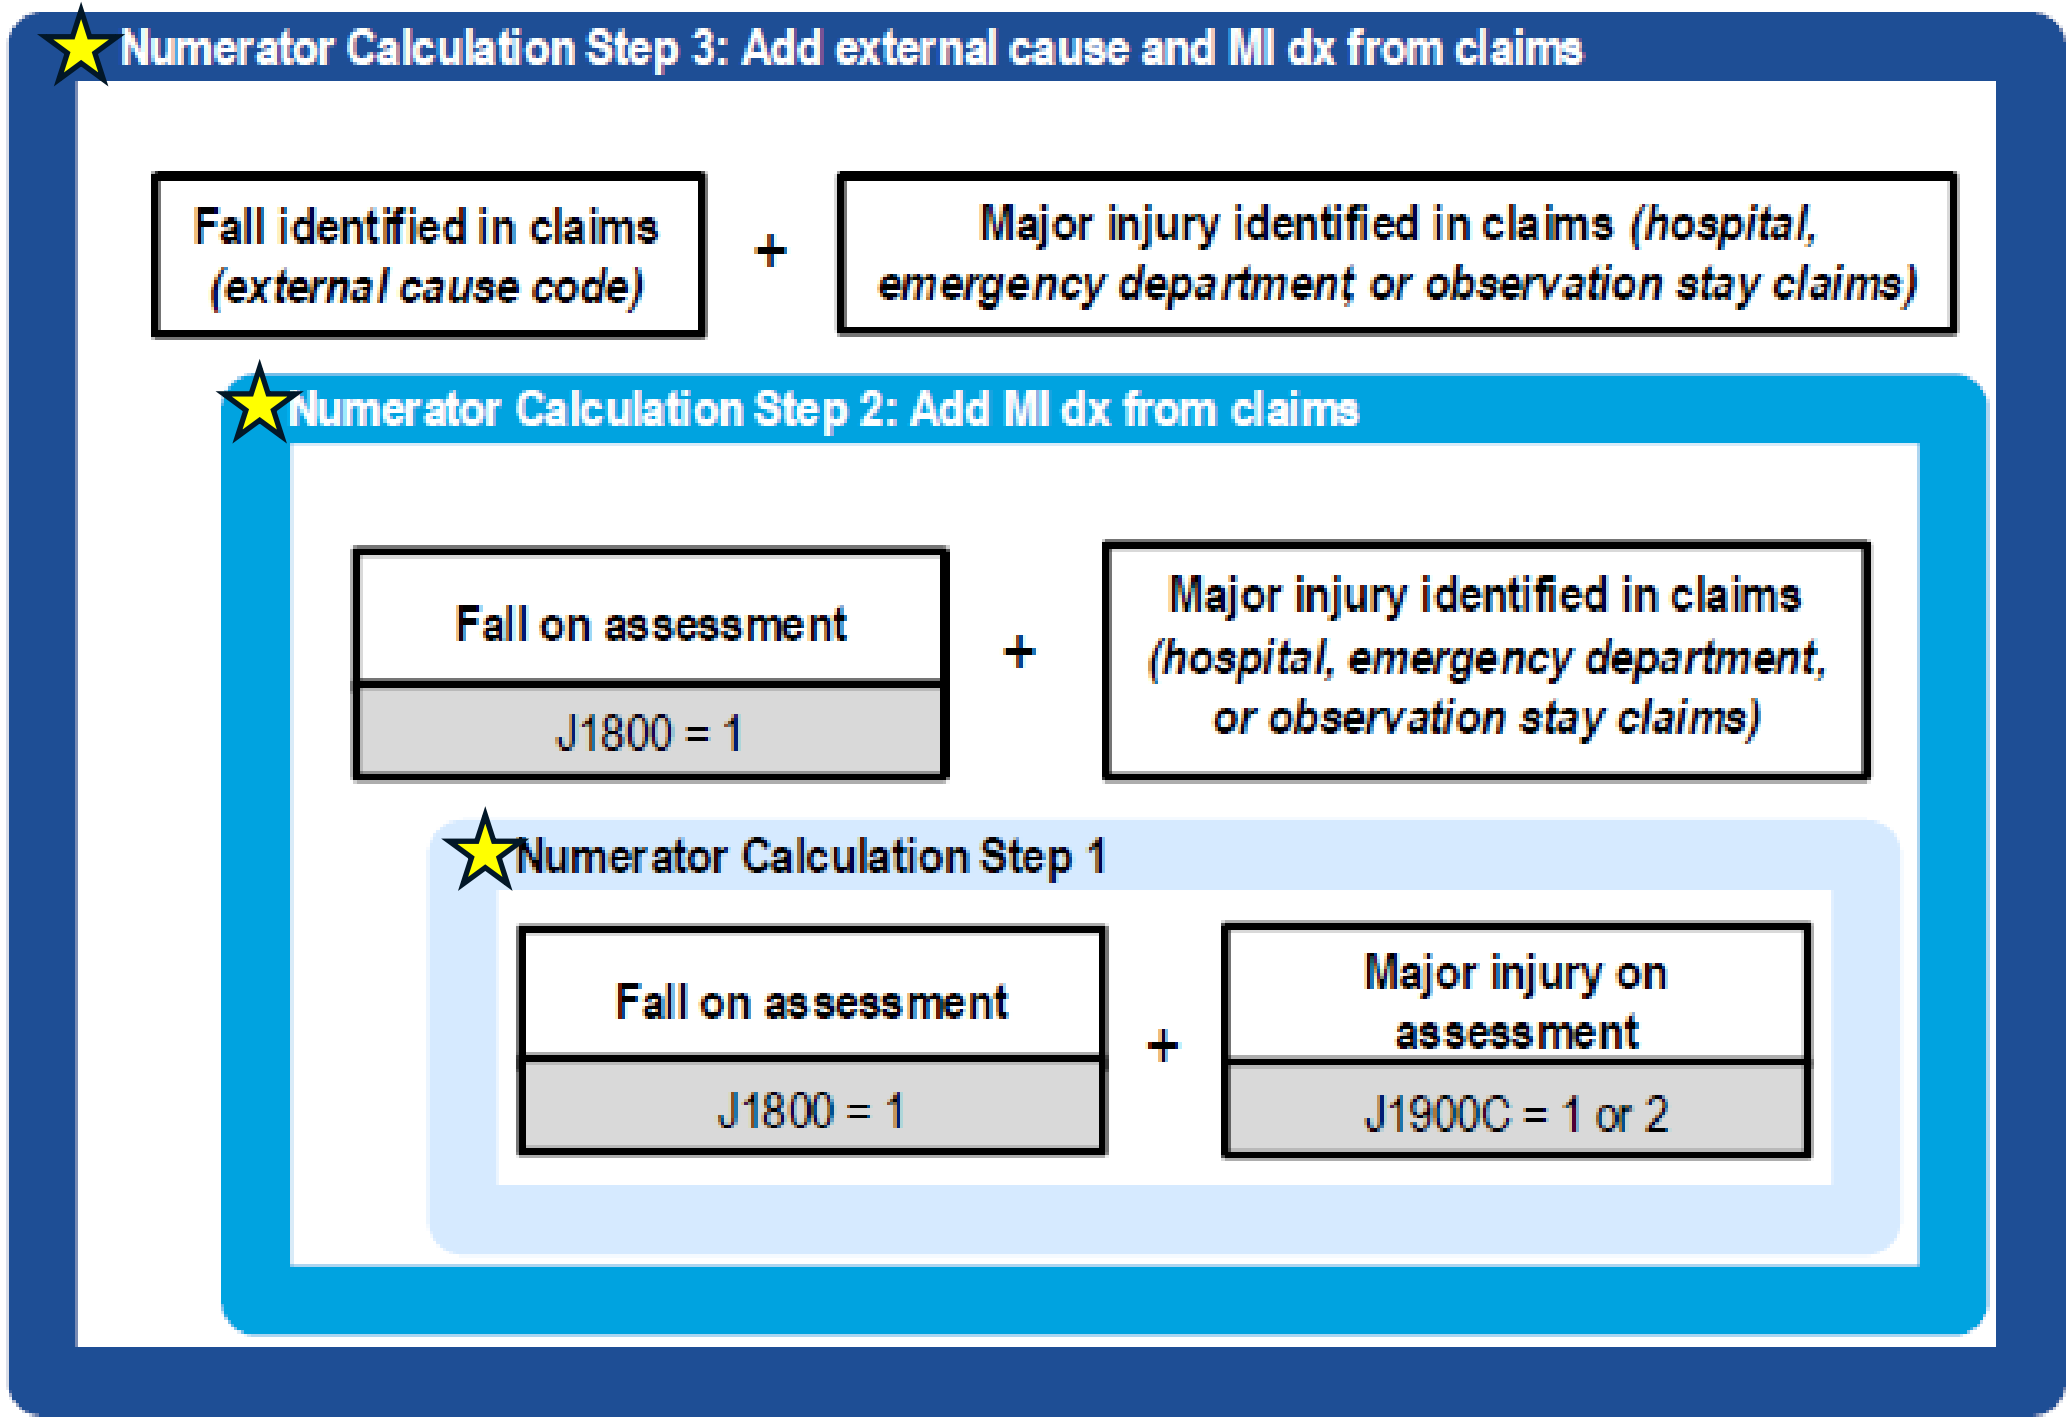 Numerator Calculation Step 3: Add external cause and MI dx from claims
Fall identified in claims
(external cause code)
+
Major injury identified in claims (hospital,
emergency department, or observation stay claims)
Numerator Calculation Step 2: Add MI dx from claims
Fall on assessment
J1800 = 1
+
Major injury identified in claims
(hospital, emergency department,
or observation stay claims)
Numerator Calculation Step 1
Fall on assessment
J1800 = 1
+
Major injury on
assessment
J1900C = 1 or 2